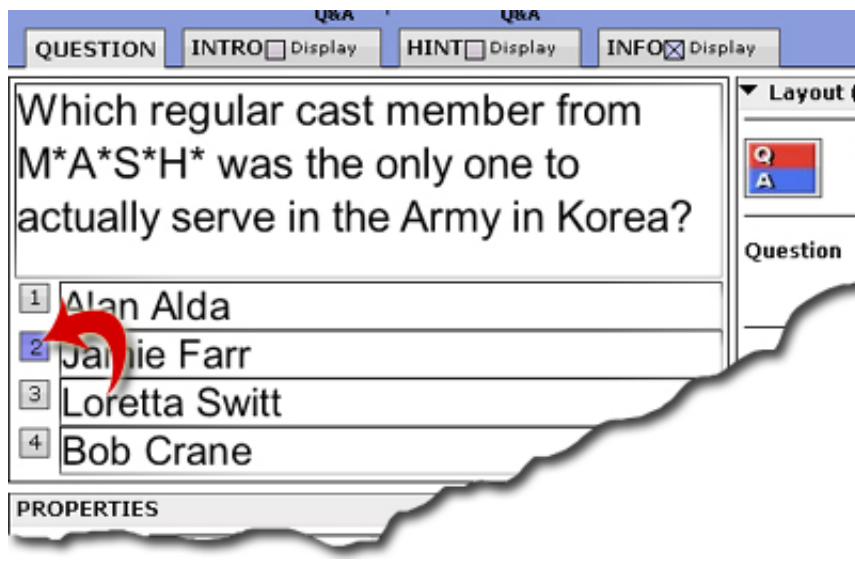 Q&A Q&A
QUESTION INTRO Display HINT Display INFO Display
Which regular cast member from
M*A*S*H* was the only one to
actually serve in the Army in Korea?
▼ Layout (
Q
A
Question
1 Alan Alda
2 Jamie Farr
3 Loretta Switt
4 Bob Crane
PROPERTIES